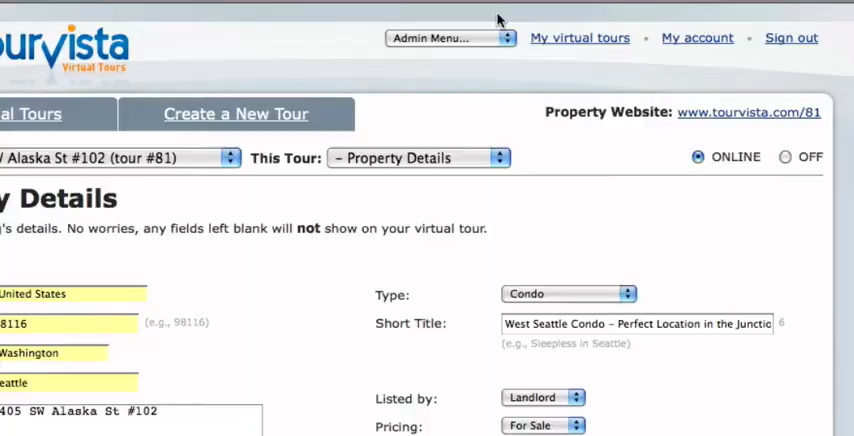 ourvista
Virtual Tours
Admin Menu...
My virtual tours • My account • Sign out
al Tours
Create a New Tour
Property Website: www.tourvista.com/81
/ Alaska St #102 (tour #81)
This Tour: - Property Details
ONLINE OFF
y Details
g's details. No worries, any fields left blank will not show on your virtual tour.
United States
Type: Condo
8116 (e.g., 98116)
Short Title: West Seattle Condo - Perfect Location in the Junctio 6
(e.g., Sleepless in Seattle)
Washington
eattle
Listed by: Landlord
405 SW Alaska St #102
Pricing: For Sale